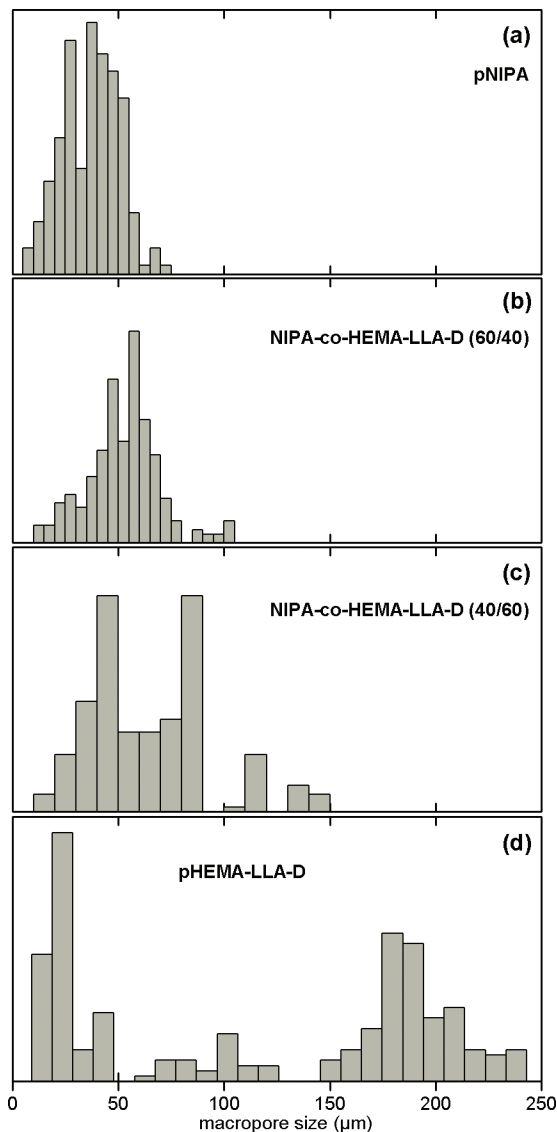 (a)
pNIPA
(b)
NIPA-co-HEMA-LLA-D (60/40)
(c)
NIPA-co-HEMA-LLA-D (40/60)
(d)
pHEMA-LLA-D
0 50 100 150 200 250
macropore size (µm)